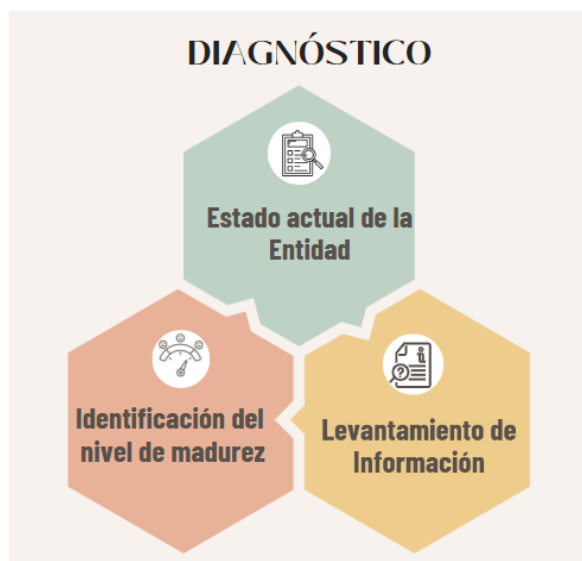 DIAGNÓSTICO
Estado actual de la
Entidad
Identificación del
nivel de madurez
Levantamiento de
Información